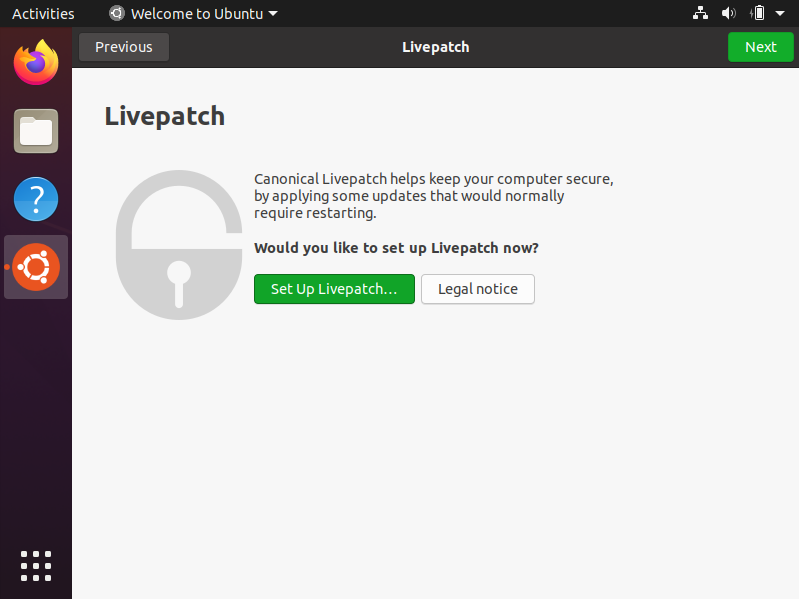 Activities
Welcome to Ubuntu
Previous
Livepatch
Next
Livepatch
Canonical Livepatch helps keep your computer secure,
by applying some updates that would normally
require restarting.
Would you like to set up Livepatch now?
Set Up Livepatch…
Legal notice
?